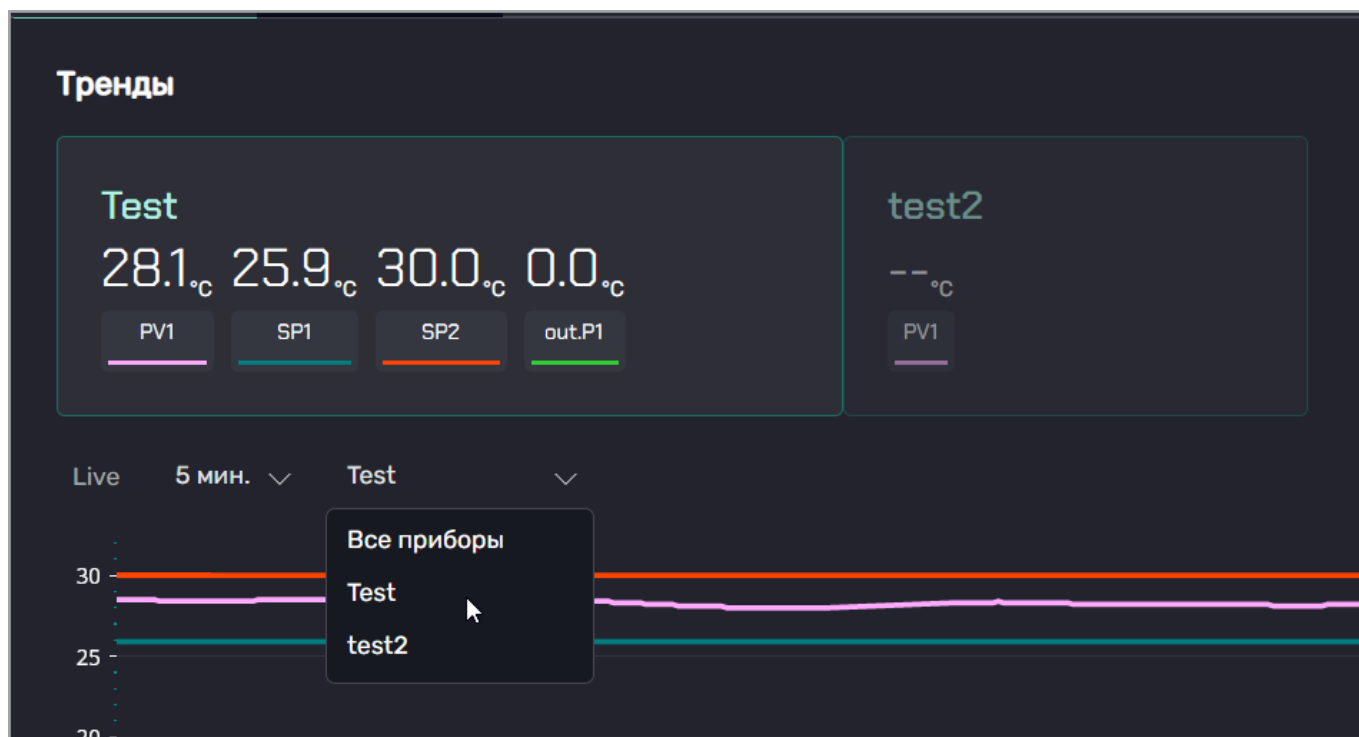 Тренды
Test
28.1°C 25.9°C 30.0°C 0.0°C
PV1 SP1 SP2 out.P1
test2
--°C
PV1
Live 5 мин. Test
Все приборы
Test
test2
30
25
20